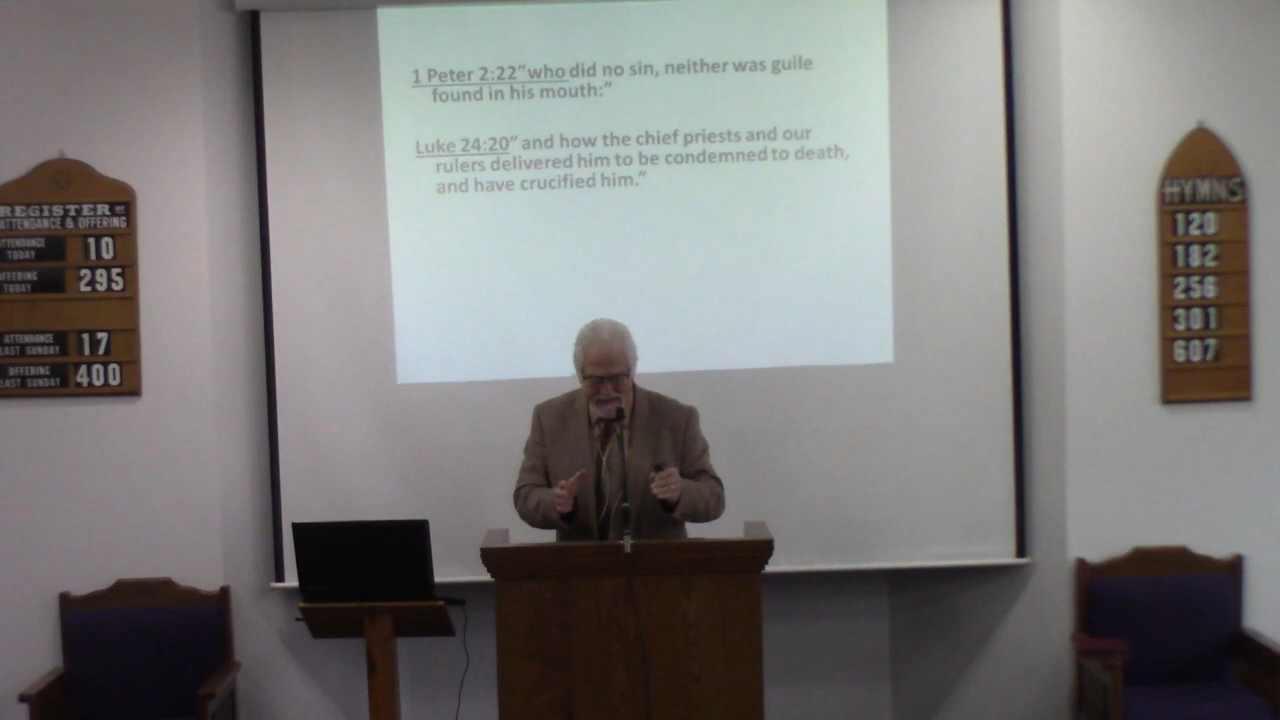 1 Peter 2:22”who did no sin, neither was guile
found in his mouth:”
Luke 24:20” and how the chief priests and our
rulers delivered him to be condemned to death,
and have crucified him.”
REGISTER OF
ATTENDANCE & OFFERING
ATTENDANCE
TODAY
10
OFFERING
TODAY
295
ATTENDANCE
LAST SUNDAY
17
OFFERING
LAST SUNDAY
400
HYMNS
120
182
256
301
607